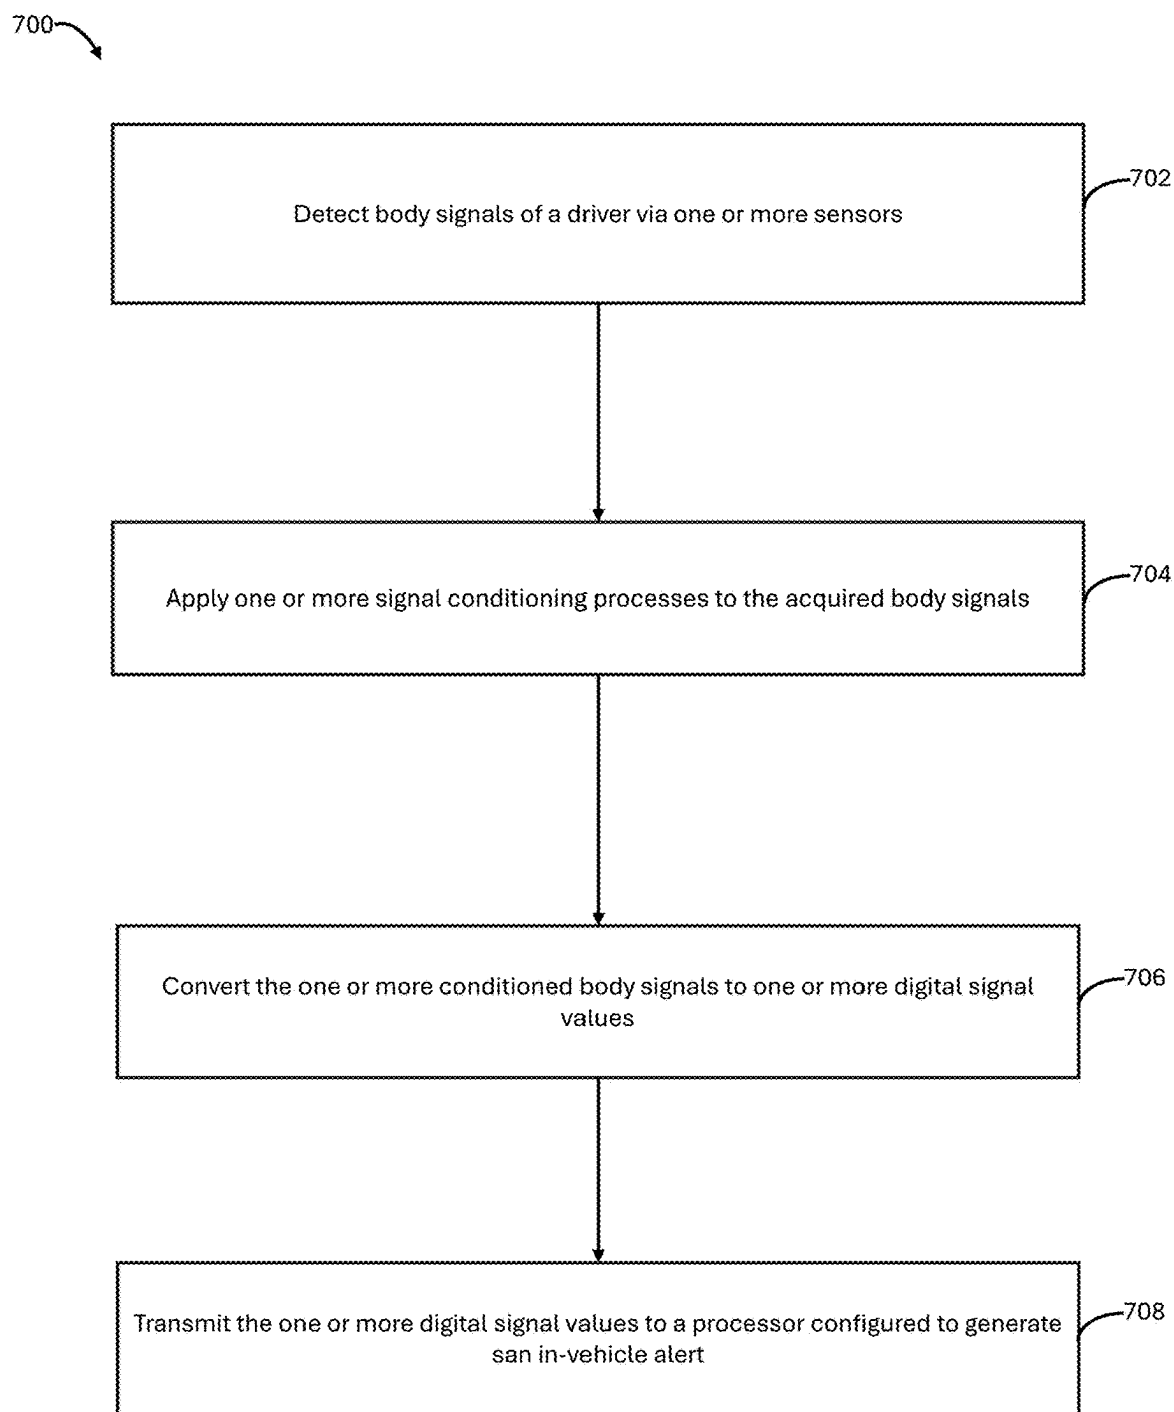 700
702
Detect body signals of a driver via one or more sensors
704
Apply one or more signal conditioning processes to the acquired body signals
706
Convert the one or more conditioned body signals to one or more digital signal
values
708
Transmit the one or more digital signal values to a processor configured to generate
san in-vehicle alert